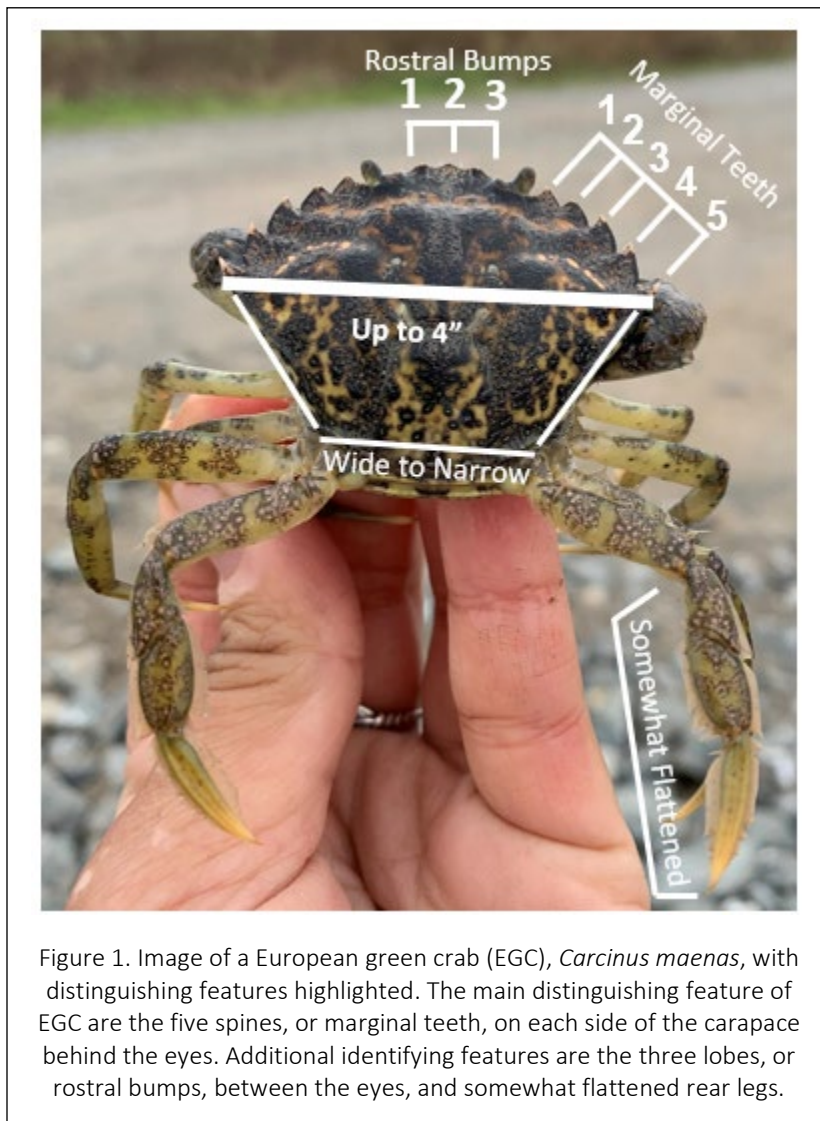 Rostral Bumps
1 2 3
Marginal Teeth
1
2
3
4
5
Up to 4”
Wide to Narrow
Somewhat Flattened
Figure 1. Image of a European green crab (EGC), Carcinus maenas, with
distinguishing features highlighted. The main distinguishing feature of
EGC are the five spines, or marginal teeth, on each side of the carapace
behind the eyes. Additional identifying features are the three lobes, or
rostral bumps, between the eyes, and somewhat flattened rear legs.